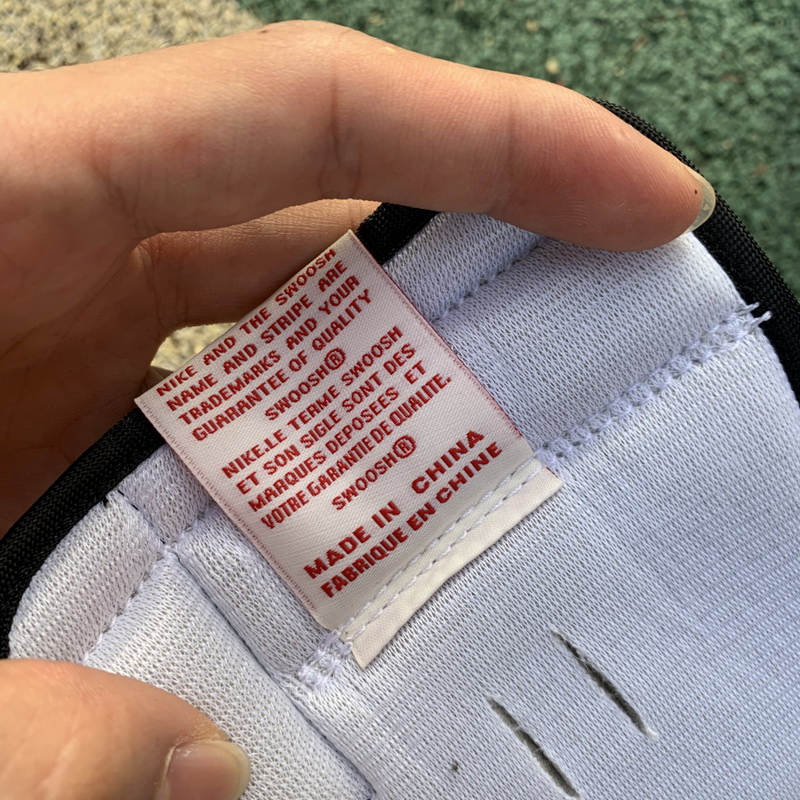 NIKE AND THE SWOOSH
NAME AND STRIPE ARE
TRADEMARKS AND YOUR
GUARANTEE OF QUALITY
SWOOSH®
NIKE.LE TERME SWOOSH
ET SON SIGLE SONT DES
MARQUES DEPOSEES ET
VOTRE GARANTIE DE QUALITE.
SWOOSH®
MADE IN CHINA
FABRIQUE EN CHINE